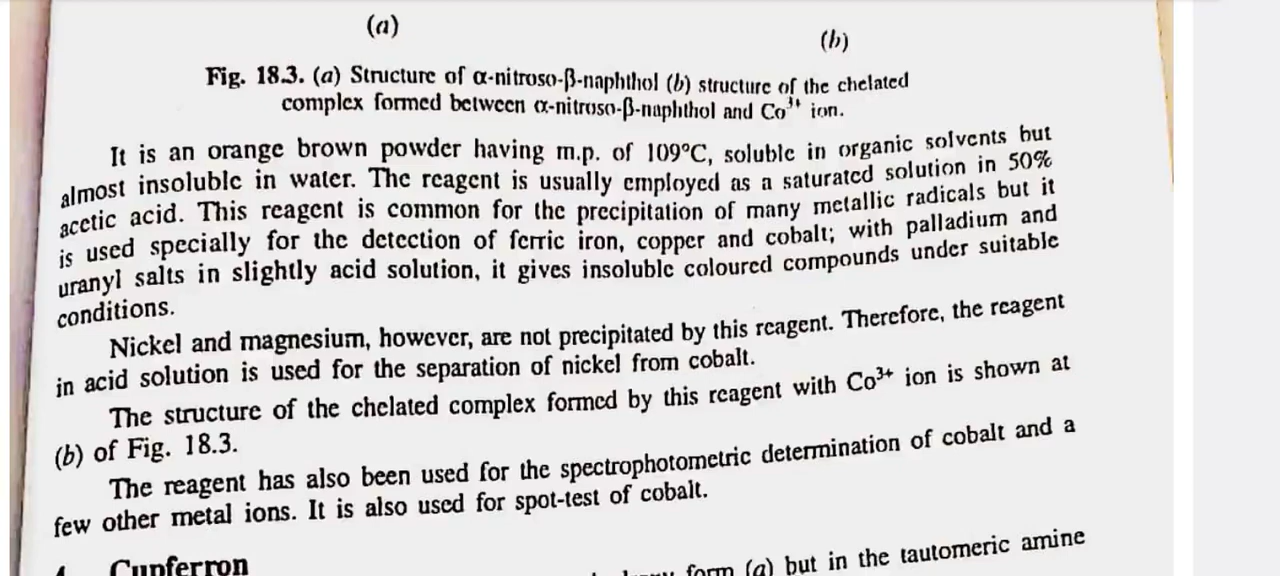 (a)
(b)
Fig. 18.3. (a) Structure of α-nitroso-β-naphthol (b) structure of the chelated
complex formed between α-nitroso-β-naphthol and Co³⁺ ion.
It is an orange brown powder having m.p. of 109°C, soluble in organic solvents but
almost insoluble in water. The reagent is usually employed as a saturated solution in 50%
acetic acid. This reagent is common for the precipitation of many metallic radicals but it
is used specially for the detection of ferric iron, copper and cobalt; with palladium and
uranyl salts in slightly acid solution, it gives insoluble coloured compounds under suitable
conditions.
Nickel and magnesium, however, are not precipitated by this reagent. Therefore, the reagent
in acid solution is used for the separation of nickel from cobalt.
The structure of the chelated complex formed by this reagent with Co³⁺ ion is shown at
(b) of Fig. 18.3.
The reagent has also been used for the spectrophotometric determination of cobalt and a
few other metal ions. It is also used for spot-test of cobalt.
Cupferron
form (a) but in the tautomeric amine